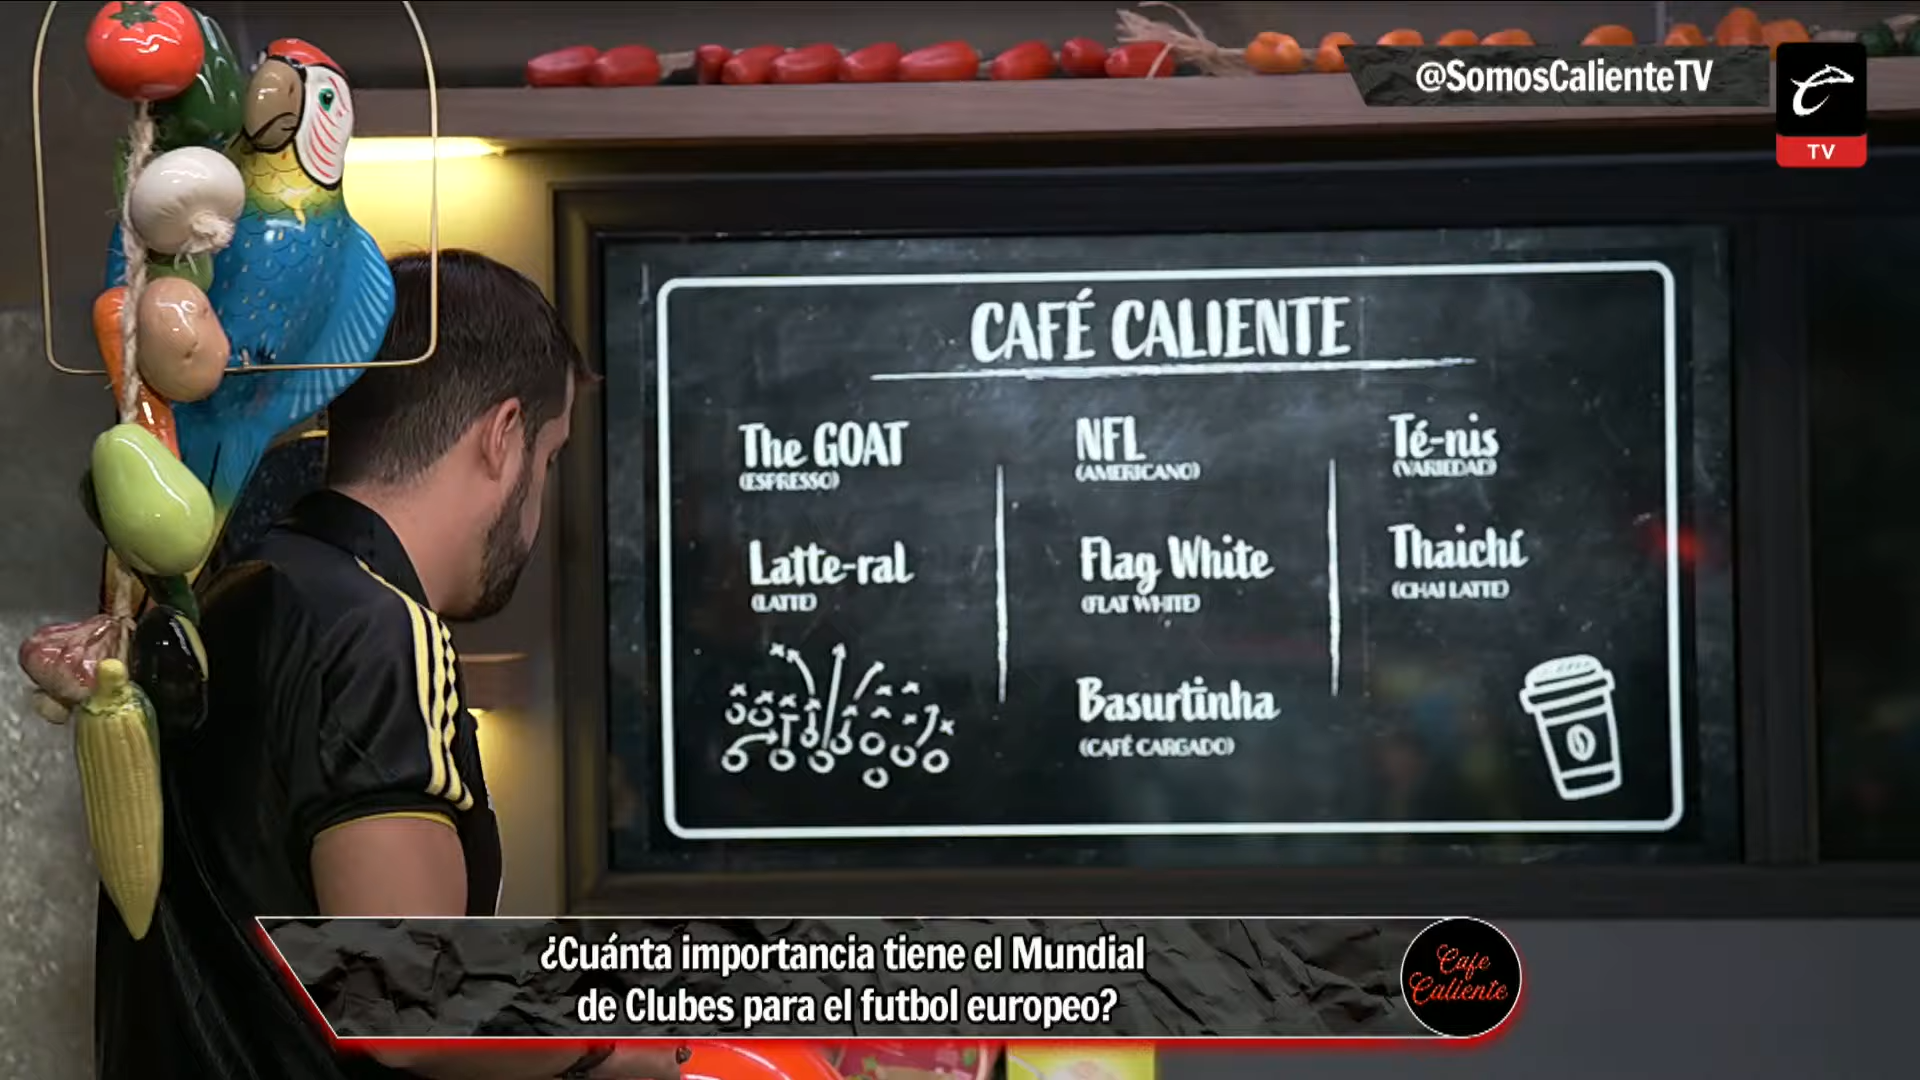 @SomosCalienteTV
TV
CAFÉ CALIENTE
The GOAT
(ESPRESSO)
Latte-ral
(LATTE)
NFL
(AMERICANO)
Flag White
(FLAT WHITE)
Basurtinha
(CAFÉ CARGADO)
Té-nis
(VARIEDAD)
Thaichí
(CHAI LATTE)
¿Cuánta importancia tiene el Mundial
de Clubes para el futbol europeo?
Cafe
Caliente